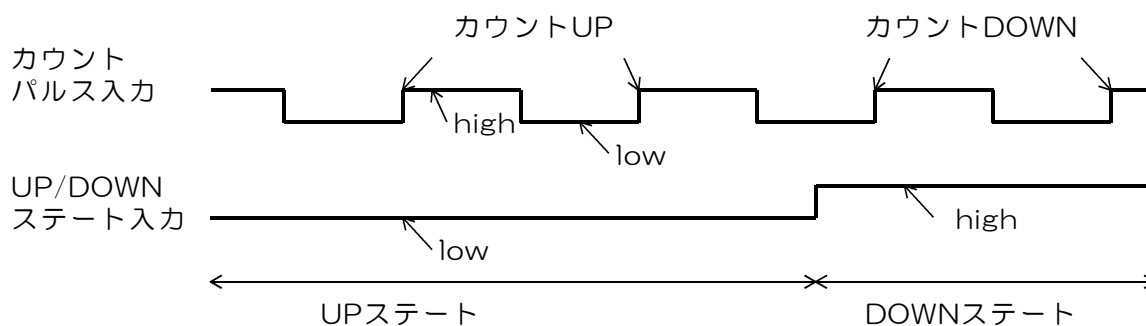 カウントUP
カウントDOWN
カウント
パルス入力
high
low
UP/DOWN
ステート入力
high
low
UPステート
DOWNステート